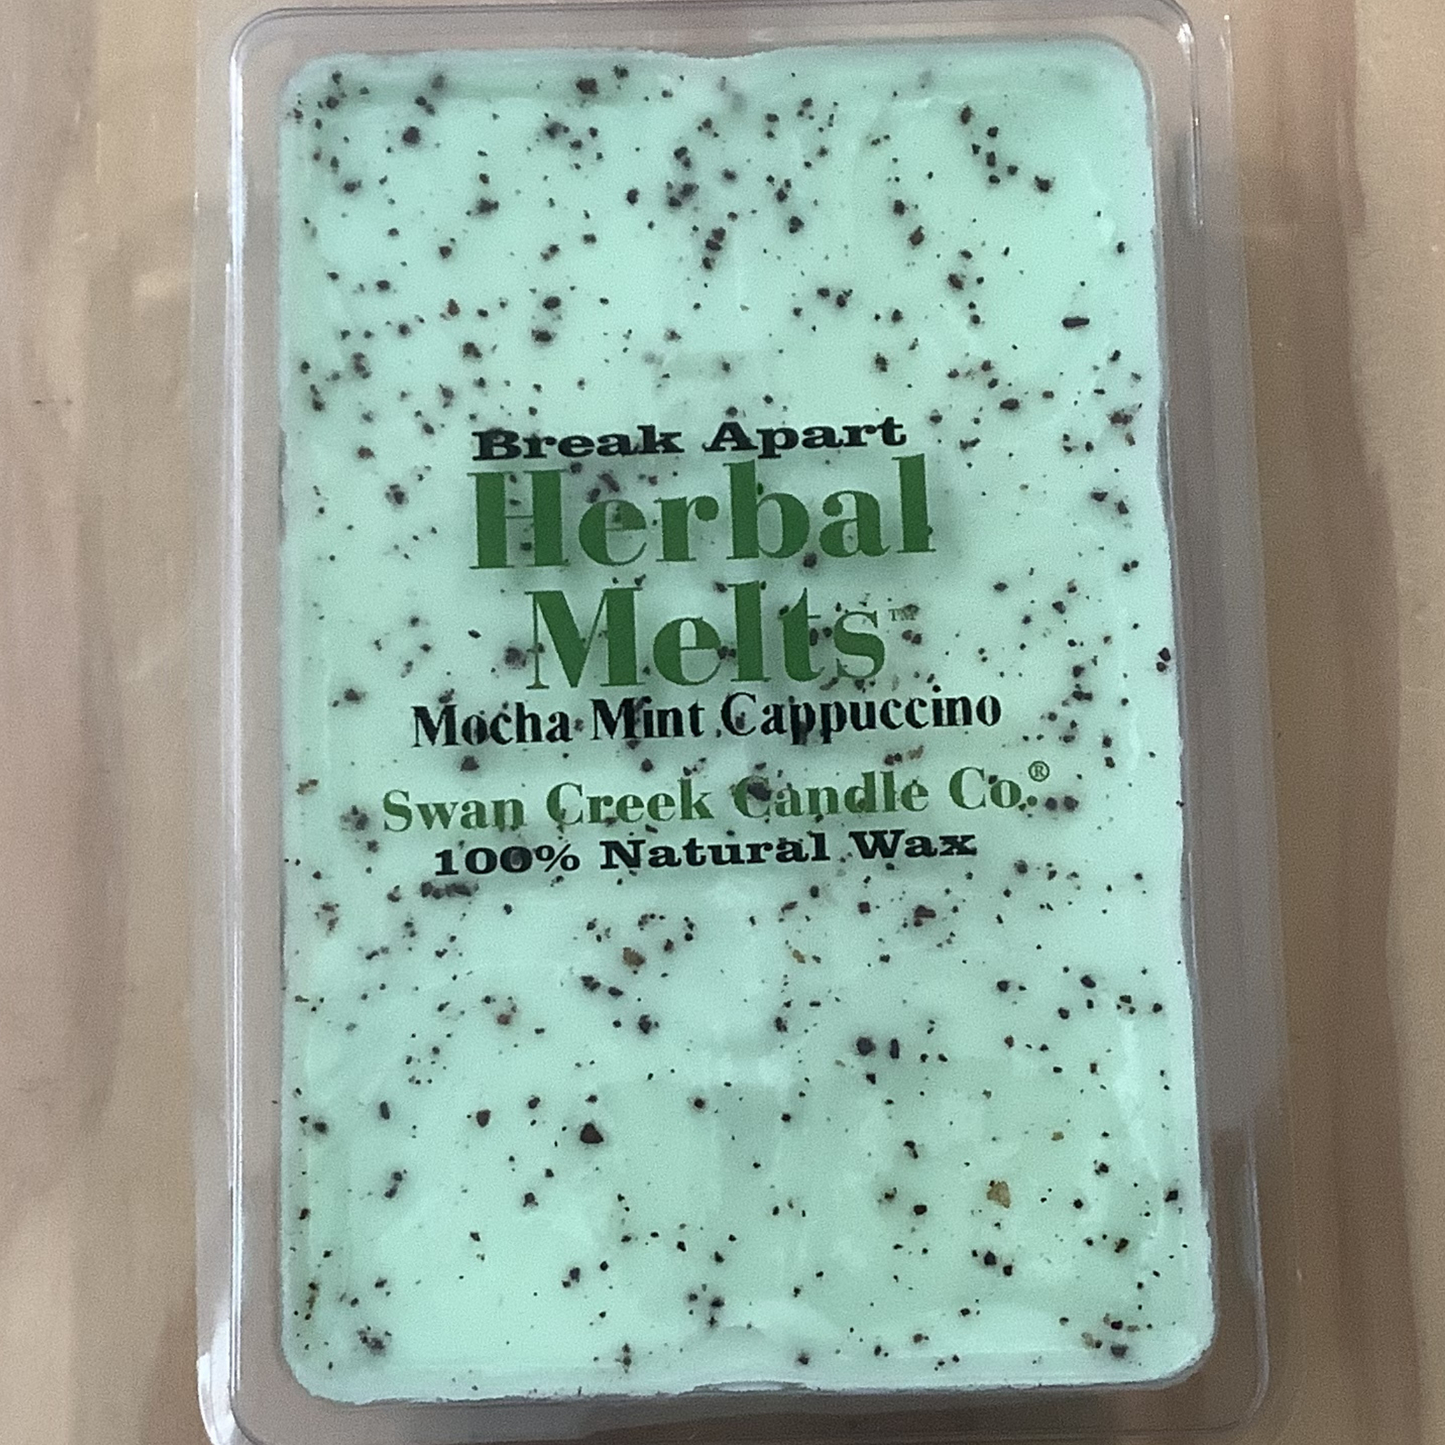 Break Apart
Herbal
Melts™
Mocha Mint Cappuccino
Swan Creek Candle Co.®
100% Natural Wax